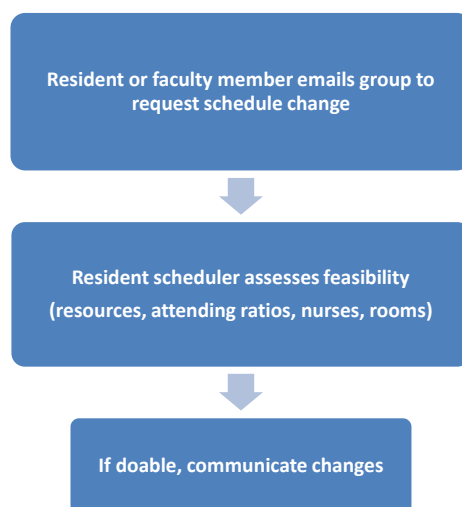 Resident or faculty member emails group to
request schedule change
Resident scheduler assesses feasibility
(resources, attending ratios, nurses, rooms)
If doable, communicate changes